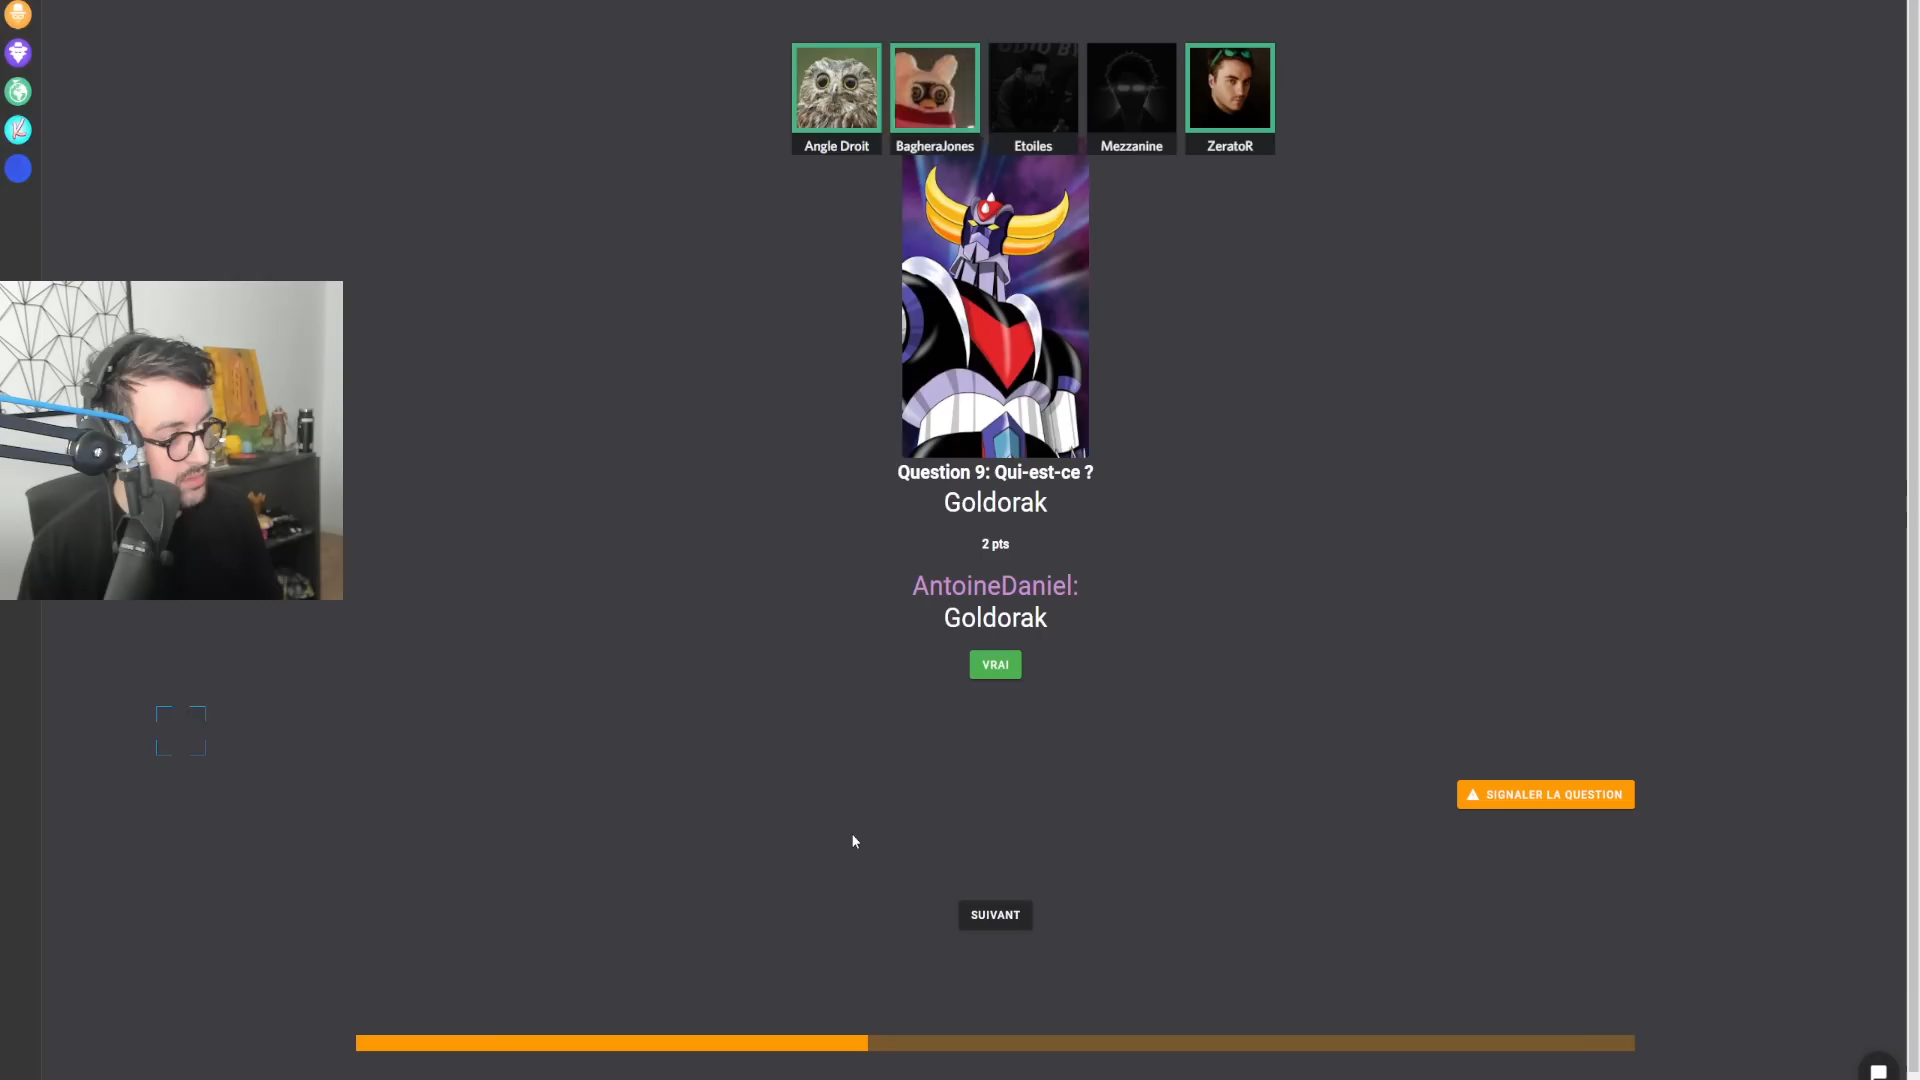 Angle Droit
BagheraJones
Etoiles
Mezzanine
ZeratoR
Question 9: Qui-est-ce ?
Goldorak
2 pts
AntoineDaniel:
Goldorak
VRAI
SIGNALER LA QUESTION
SUIVANT